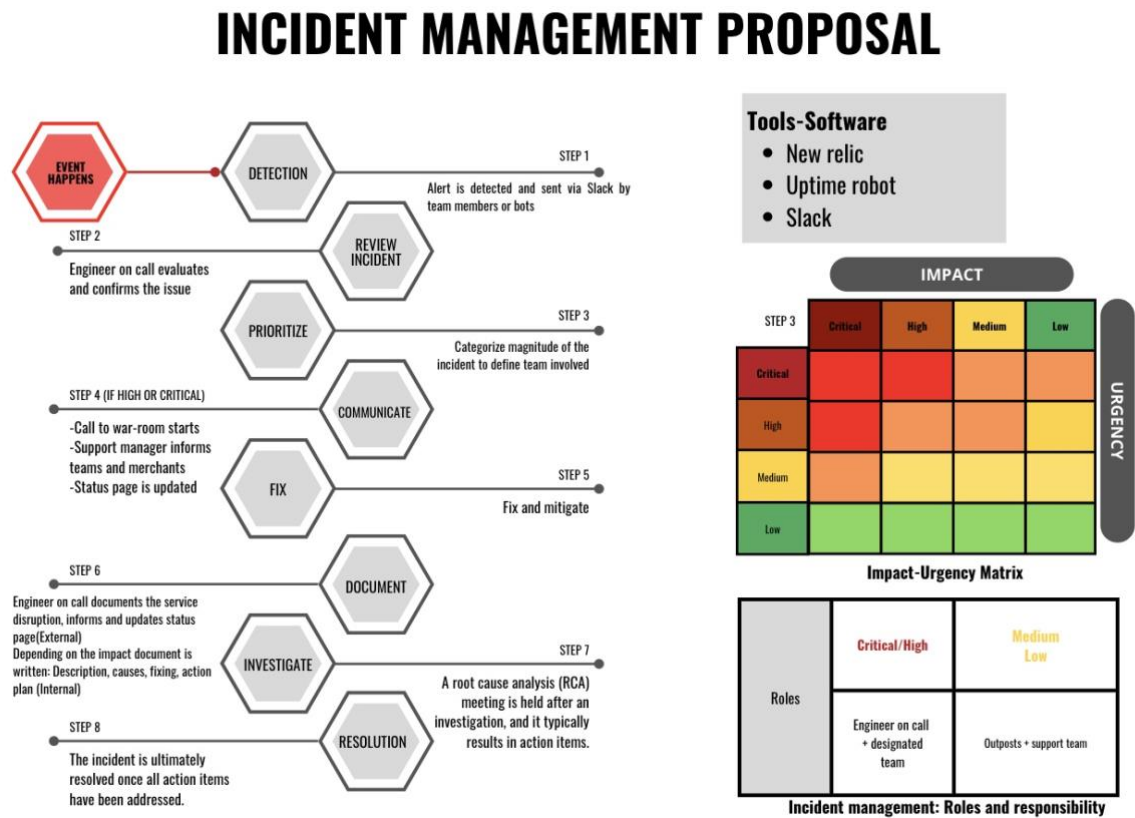 INCIDENT MANAGEMENT PROPOSAL
EVENT
HAPPENS
DETECTION
STEP 1
Alert is detected and sent via Slack by
team members or bots
STEP 2
Engineer on call evaluates
and confirms the issue
REVIEW
INCIDENT
PRIORITIZE
STEP 3
Categorize magnitude of the
incident to define team involved
STEP 4 (IF HIGH OR CRITICAL)
-Call to war-room starts
-Support manager informs
teams and merchants
-Status page is updated
COMMUNICATE
FIX
STEP 5
Fix and mitigate
STEP 6
Engineer on call documents the service
disruption, informs and updates status
page(External)
Depending on the impact document is
written: Description, causes, fixing, action
plan (Internal)
DOCUMENT
INVESTIGATE
STEP 7
A root cause analysis (RCA)
meeting is held after an
investigation, and it typically
results in action items.
STEP 8
The incident is ultimately
resolved once all action items
have been addressed.
RESOLUTION
Tools-Software
• New relic
• Uptime robot
• Slack
IMPACT
STEP 3
Critical High Medium Low
Critical
High
Medium
Low
URGENCY
Impact-Urgency Matrix
Roles
Critical/High
Medium
Low
Engineer on call
+ designated
team
Outposts + support team
Incident management: Roles and responsibility